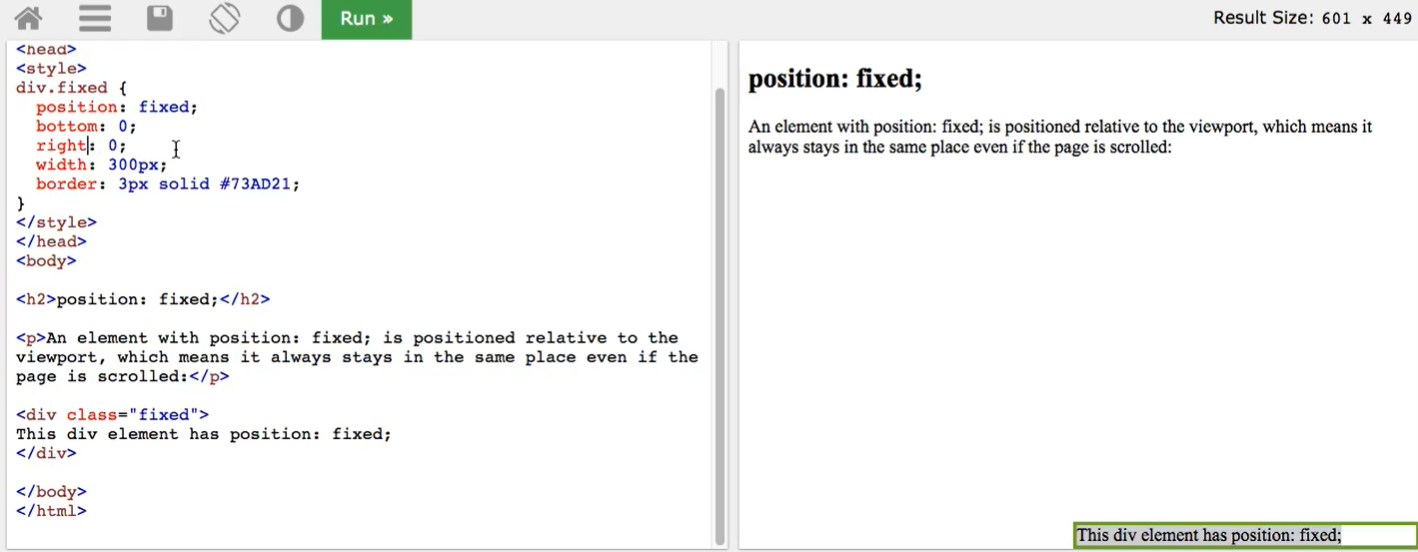 Run »
Result Size: 601 x 449
<head>
<style>
div.fixed {
  position: fixed;
  bottom: 0;
  right: 0;
  width: 300px;
  border: 3px solid #73AD21;
}
</style>
</head>
<body>
<h2>position: fixed;</h2>
<p>An element with position: fixed; is positioned relative to the
viewport, which means it always stays in the same place even if the
page is scrolled:</p>
<div class="fixed">
This div element has position: fixed;
</div>
</body>
</html>
position: fixed;
An element with position: fixed; is positioned relative to the viewport, which means it
always stays in the same place even if the page is scrolled:
This div element has position: fixed;